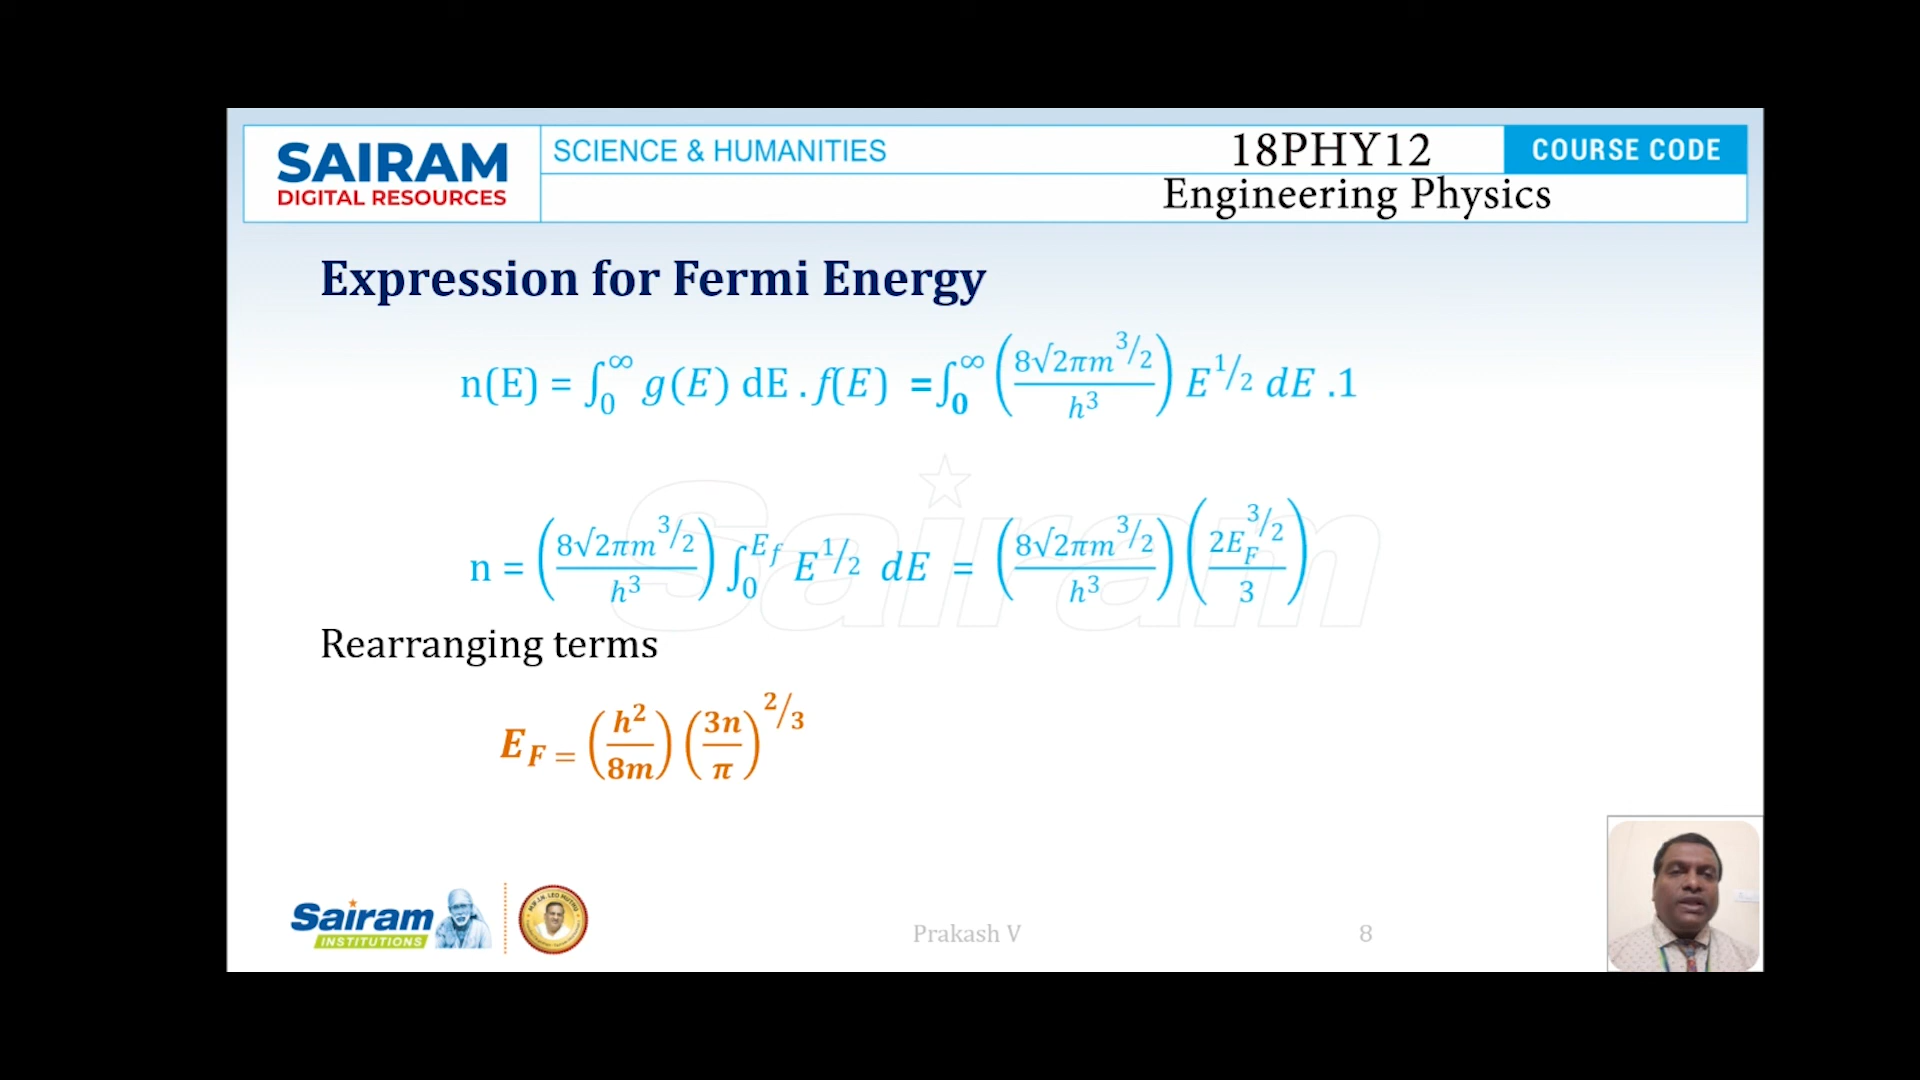 SAIRAM
DIGITAL RESOURCES
SCIENCE & HUMANITIES
18PHY12
COURSE CODE
Engineering Physics
Expression for Fermi Energy
n(E) = ∫₀^∞ g(E) dE . f(E) = ∫₀^∞ (8√2πm^3/2 / h³) E^1/2 dE .1
n = (8√2πm^3/2 / h³) ∫₀^E_f E^1/2 dE = (8√2πm^3/2 / h³) (2E_F^3/2 / 3)
Rearranging terms
E_F = (h² / 8m) (3n / π)^2/3
Sairam
Sairam
INSTITUTIONS
Prakash V
8